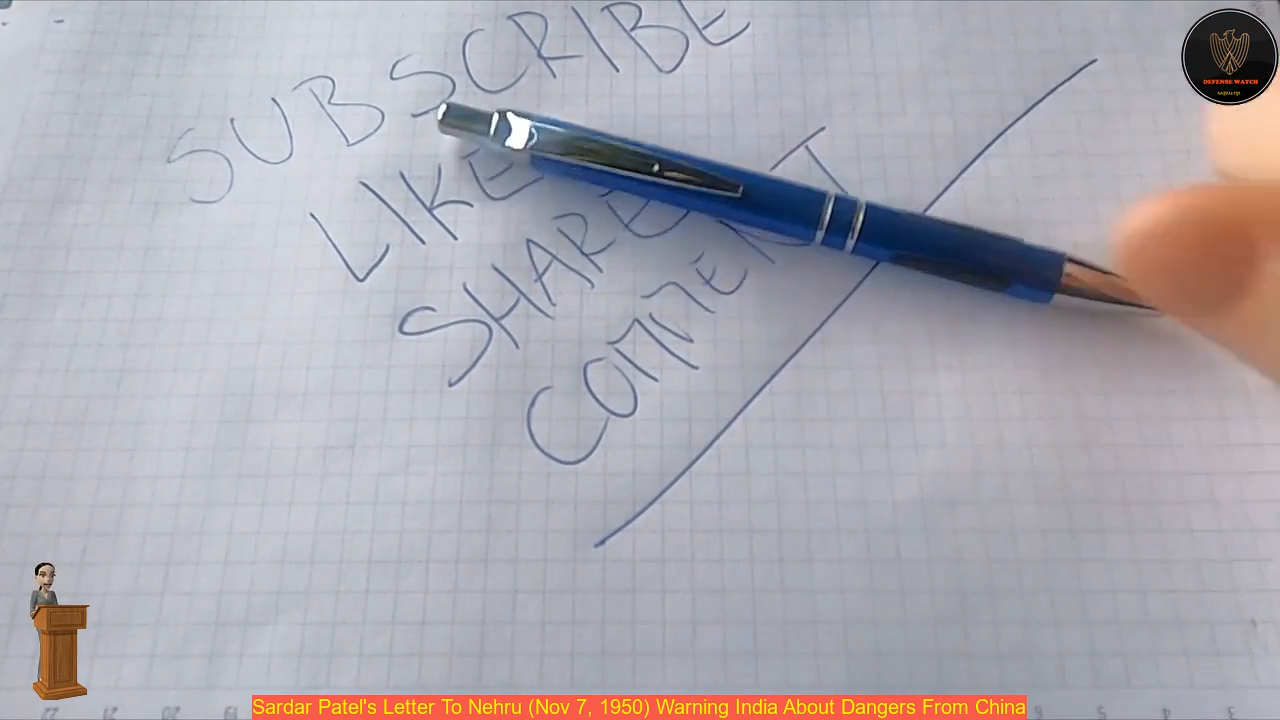 SUBSCRIBE
LIKE
SHARE
COMMENT
DEFENSE WATCH
Sardar Patel's Letter To Nehru (Nov 7, 1950) Warning India About Dangers From China